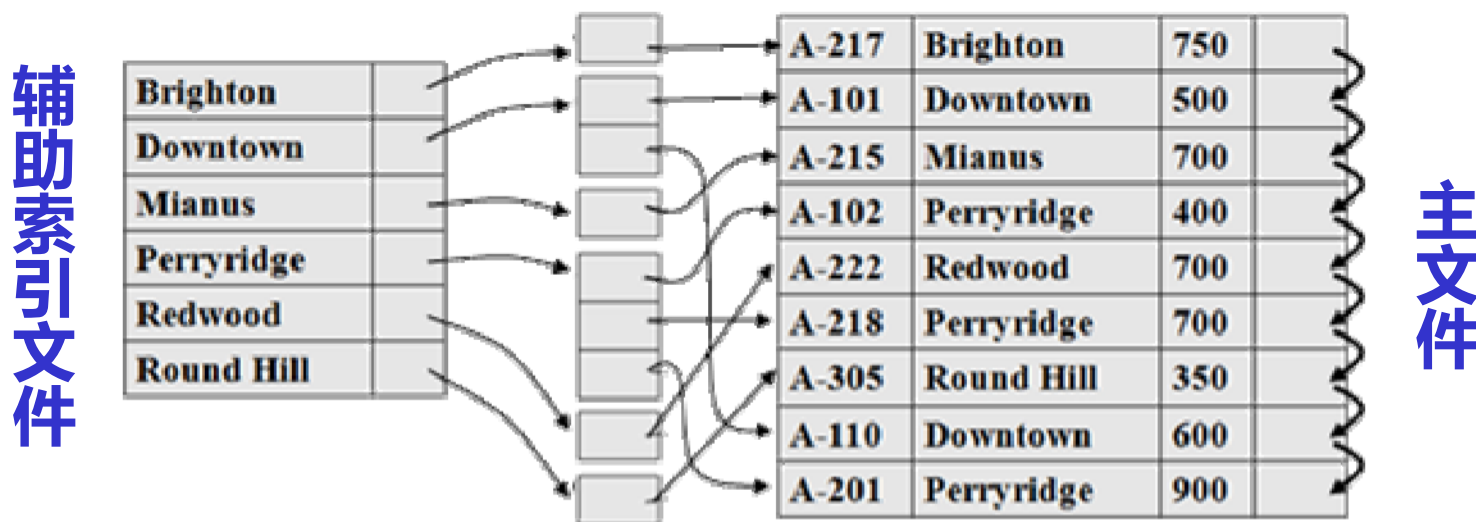 辅助索引文件
Brighton
Downtown
Mianus
Perryridge
Redwood
Round Hill
A-217 Brighton 750
A-101 Downtown 500
A-215 Mianus 700
A-102 Perryridge 400
A-222 Redwood 700
A-218 Perryridge 700
A-305 Round Hill 350
A-110 Downtown 600
A-201 Perryridge 900
主文件